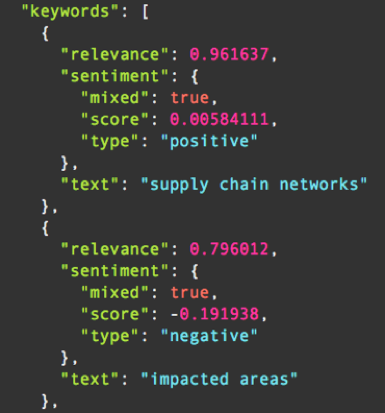 "keywords": [
{
"relevance": 0.961637,
"sentiment": {
"mixed": true,
"score": 0.00584111,
"type": "positive"
},
"text": "supply chain networks"
},
{
"relevance": 0.796012,
"sentiment": {
"mixed": true,
"score": -0.191938,
"type": "negative"
},
"text": "impacted areas"
},